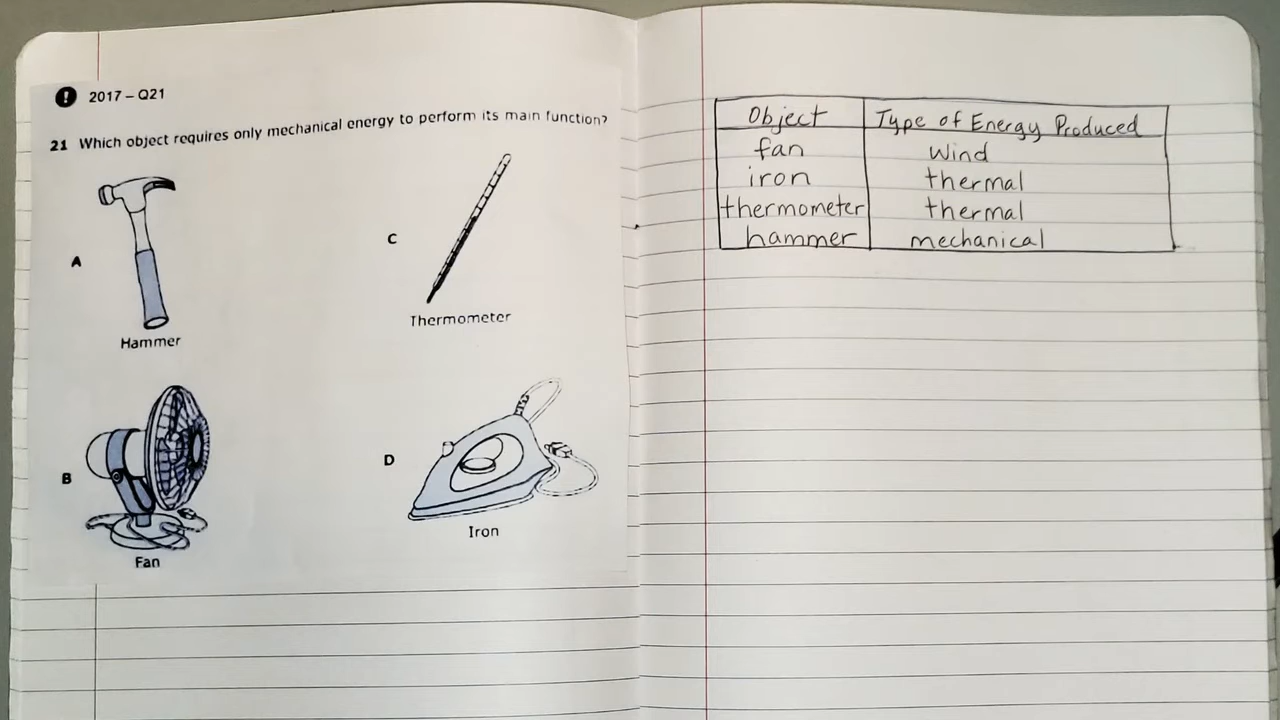 ! 2017 – Q21
21 Which object requires only mechanical energy to perform its main function?
A
Hammer
C
Thermometer
B
Fan
D
Iron
Object Type of Energy Produced
fan wind
iron thermal
thermometer thermal
hammer mechanical